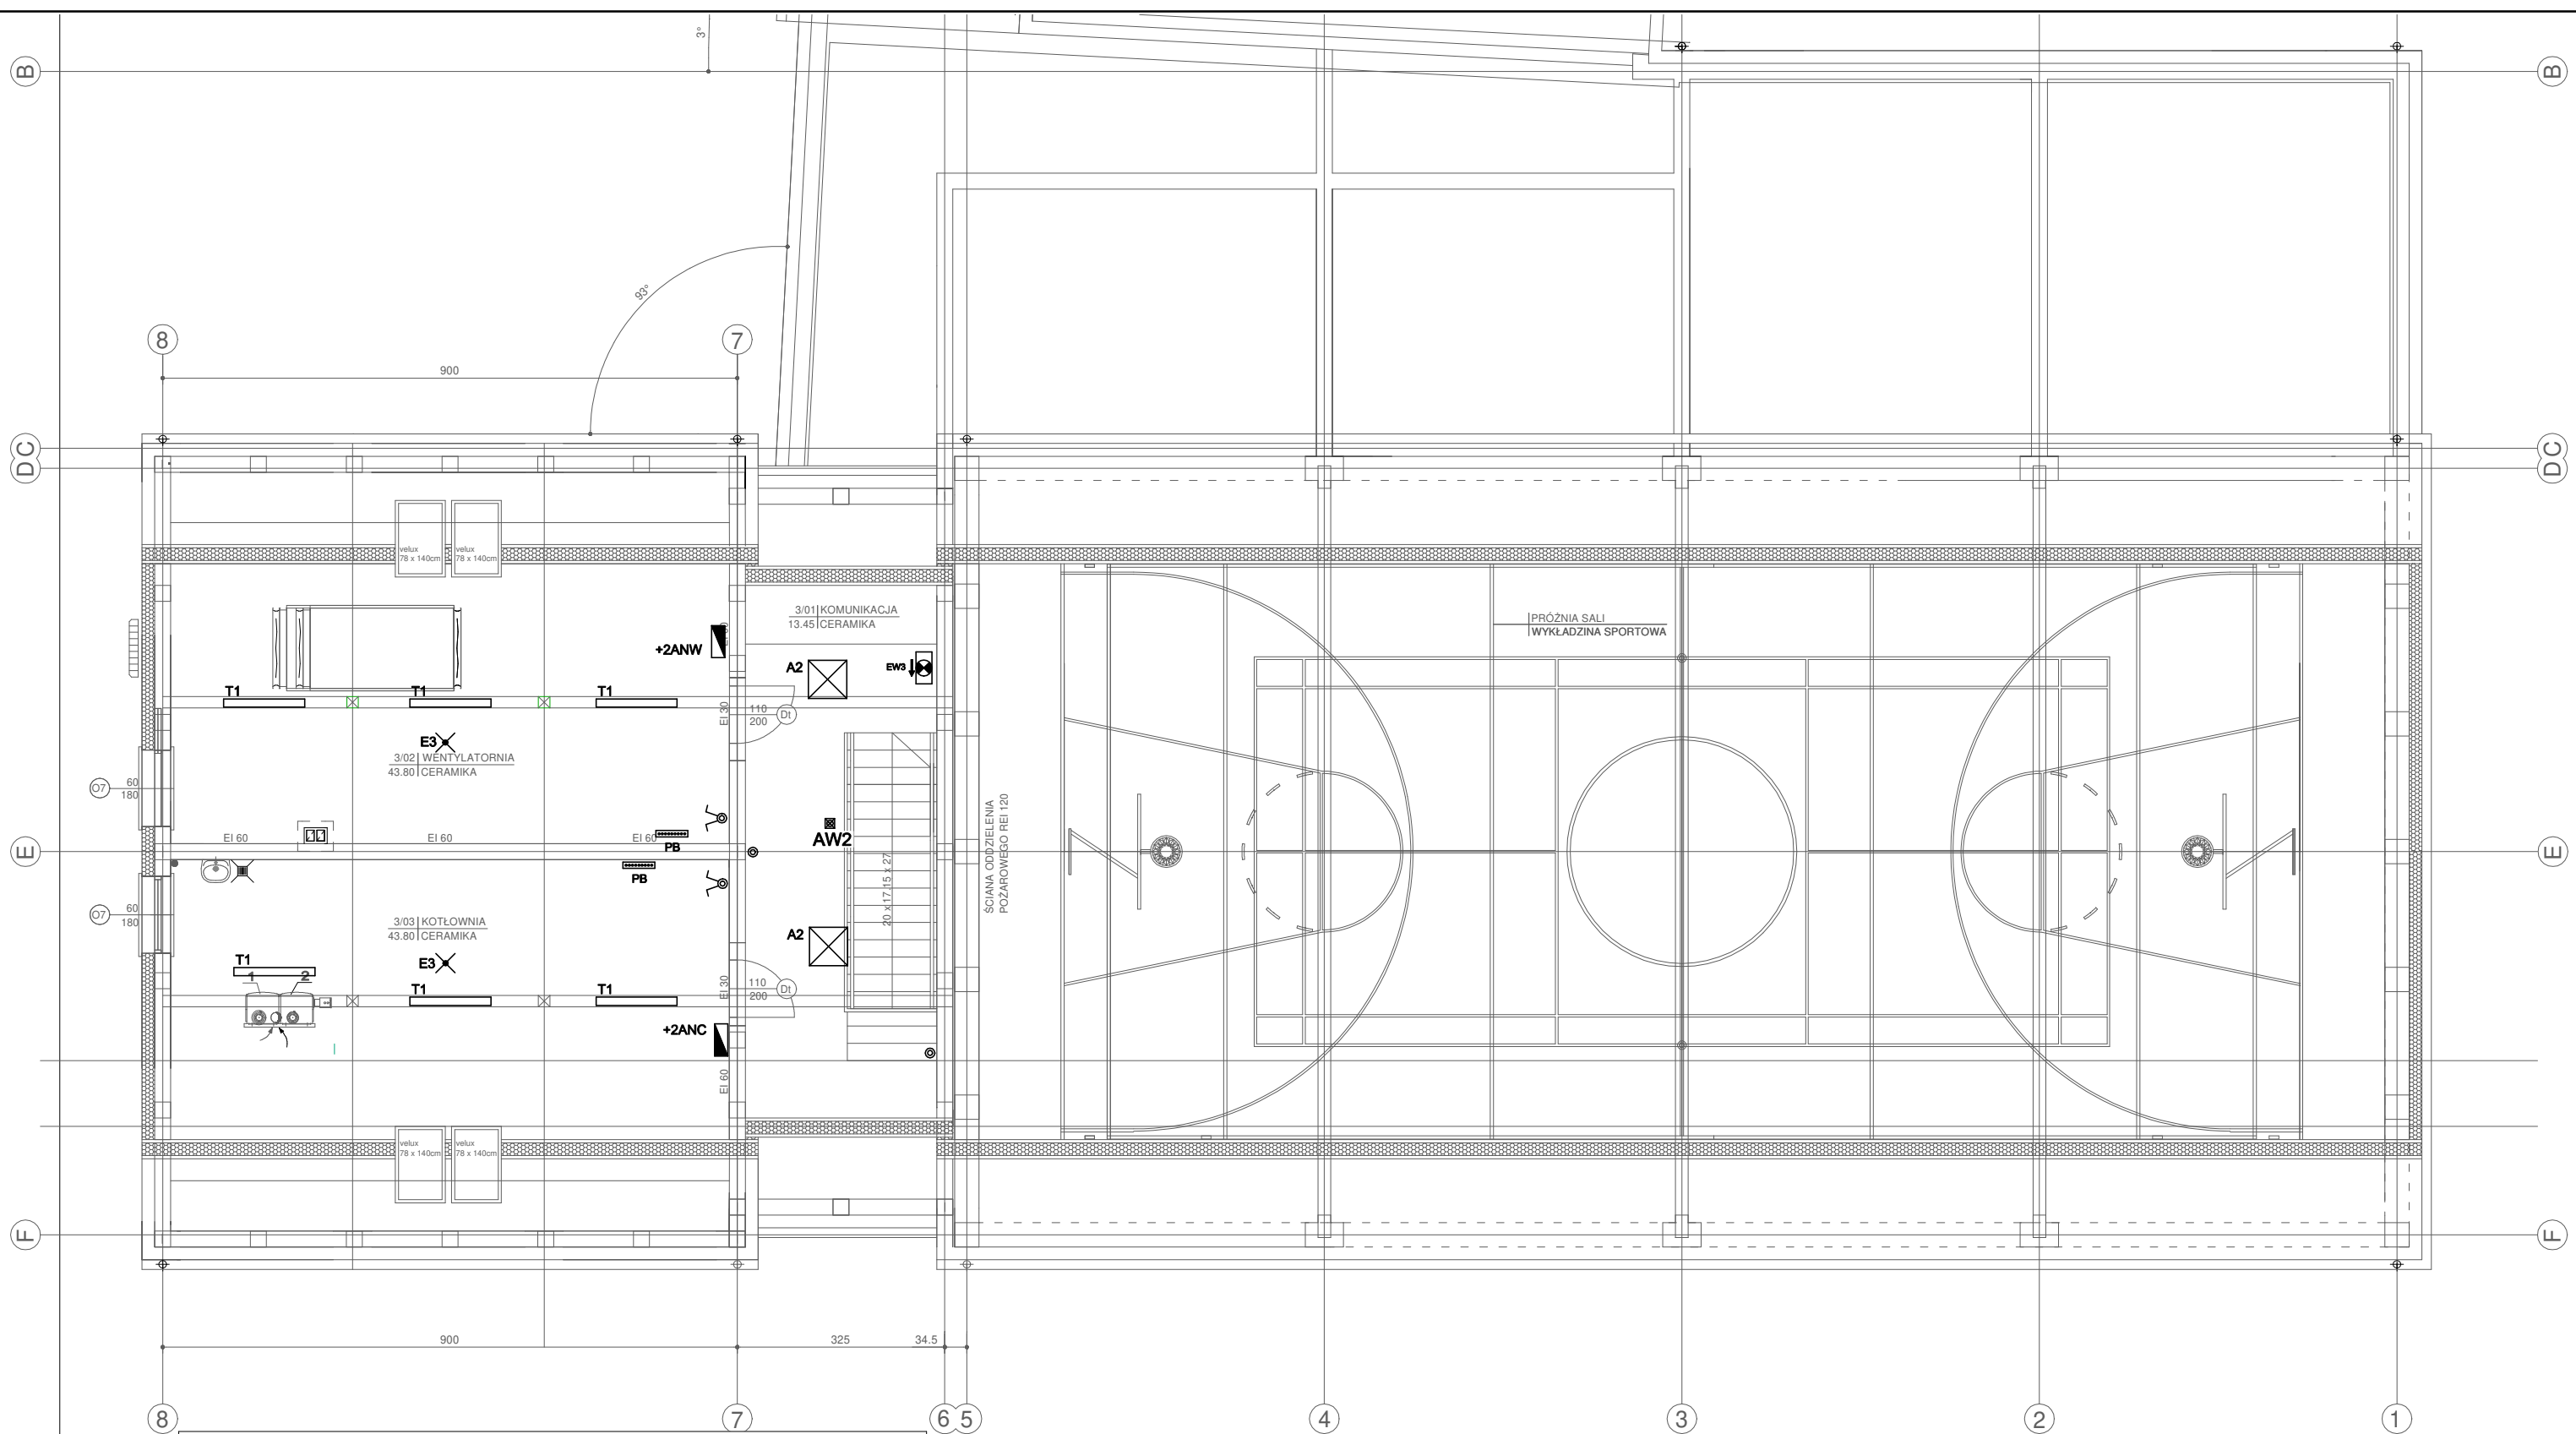 3°
B
B
93°
8
7
900
C
D
C
D
velux
78 x 140cm
velux
78 x 140cm
3/01 KOMUNIKACJA
13.45 CERAMIKA
PRÓŻNIA SALI
WYKŁADZINA SPORTOWA
+2ANW
A2
EW3
T1
T1
T1
EI 30
110
200
Dt
E3
3/02 WENTYLATORNIA
43.80 CERAMIKA
O7
60
180
EI 60
EI 60
EI 60
PB
AW2
ŚCIANA ODDZIELENIA
POŻAROWEGO REI 120
E
E
PB
20 x 17.15 x 27
O7
60
180
3/03 KOTŁOWNIA
43.80 CERAMIKA
A2
T1
1
2
E3
T1
T1
EI 30
110
200
Dt
+2ANC
EI 60
velux
78 x 140cm
velux
78 x 140cm
F
F
900
325
34.5
8
7
6
5
4
3
2
1